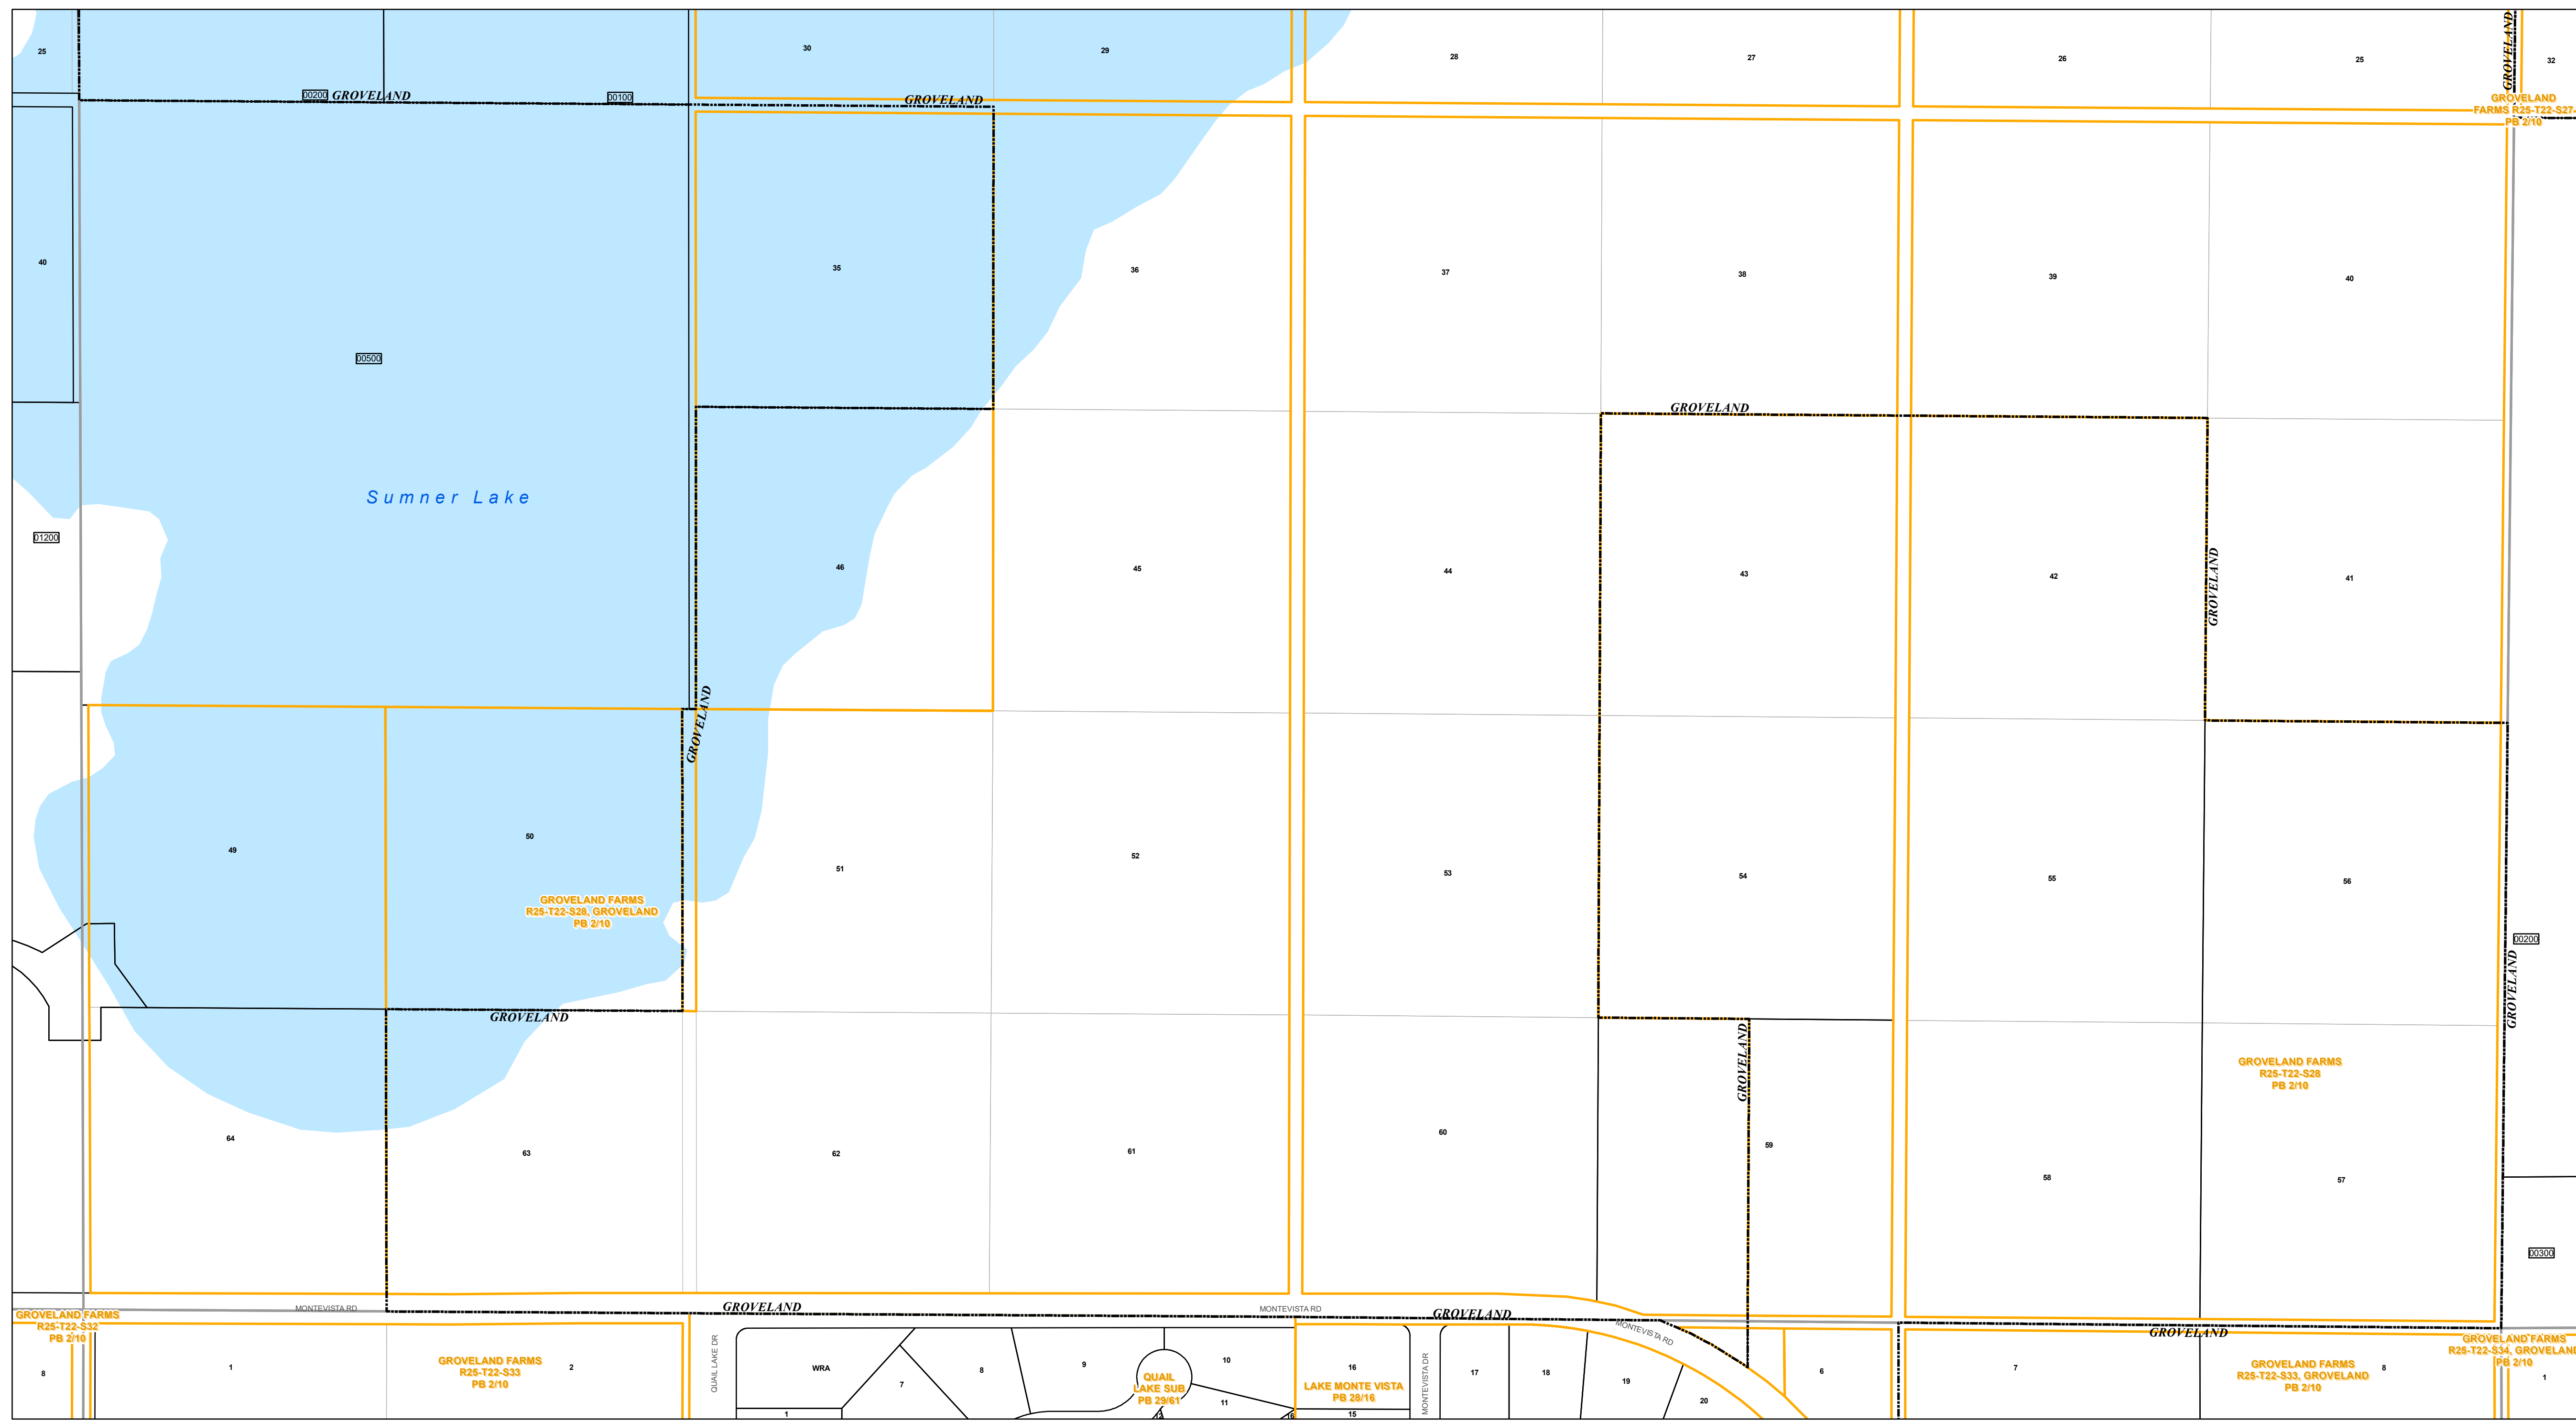 25
30
29
28
27
26
25
32
GROVELAND
00200
GROVELAND
00100
GROVELAND
GROVELAND
FARMS R25-T22-S27-
PB 2/10
40
35
36
37
38
39
40
00500
GROVELAND
Sumner Lake
01200
46
45
44
43
42
41
GROVELAND
GROVELAND
49
50
51
52
53
54
55
56
GROVELAND FARMS
R25-T22-S28, GROVELAND
PB 2/10
00200
GROVELAND
GROVELAND
GROVELAND
GROVELAND FARMS
R25-T22-S28
PB 2/10
64
63
62
61
60
59
58
57
00300
MONTEVISTA RD
GROVELAND
MONTEVISTA RD
GROVELAND
MONTEVISTA RD
GROVELAND
GROVELAND FARMS
R25-T22-S32
PB 2/10
GROVELAND FARMS
R25-T22-S34, GROVELAND
PB 2/10
8
1
GROVELAND FARMS
R25-T22-S33
PB 2/10
2
QUAIL LAKE DR
WRA
7
8
9
10
11
1
12
16
QUAIL
LAKE SUB
PB 29/61
16
LAKE MONTE VISTA
PB 28/16
15
MONTEVISTA DR
17
18
19
20
6
7
GROVELAND FARMS
R25-T22-S33, GROVELAND
PB 2/10
8
1